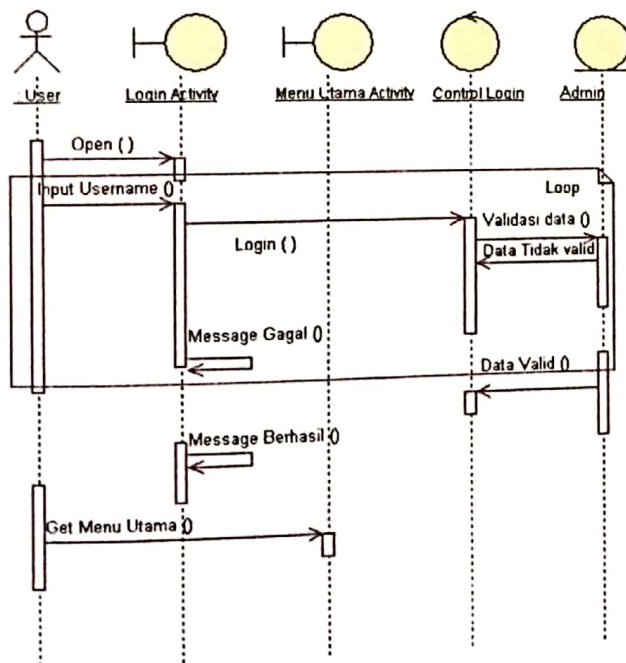 : User
Login Activity
Menu Utama Activity
Control Login
Admin
Open ( )
Loop
Input Username ()
Validasi data ()
Login ( )
Data Tidak valid
Message Gagal ()
Data Valid ()
Message Berhasil ()
Get Menu Utama ()